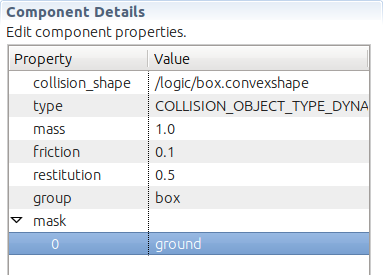 Component Details
Edit component properties.
Property Value
collision_shape /logic/box.convexshape
type COLLISION_OBJECT_TYPE_DYNA
mass 1.0
friction 0.1
restitution 0.5
group box
mask
0 ground